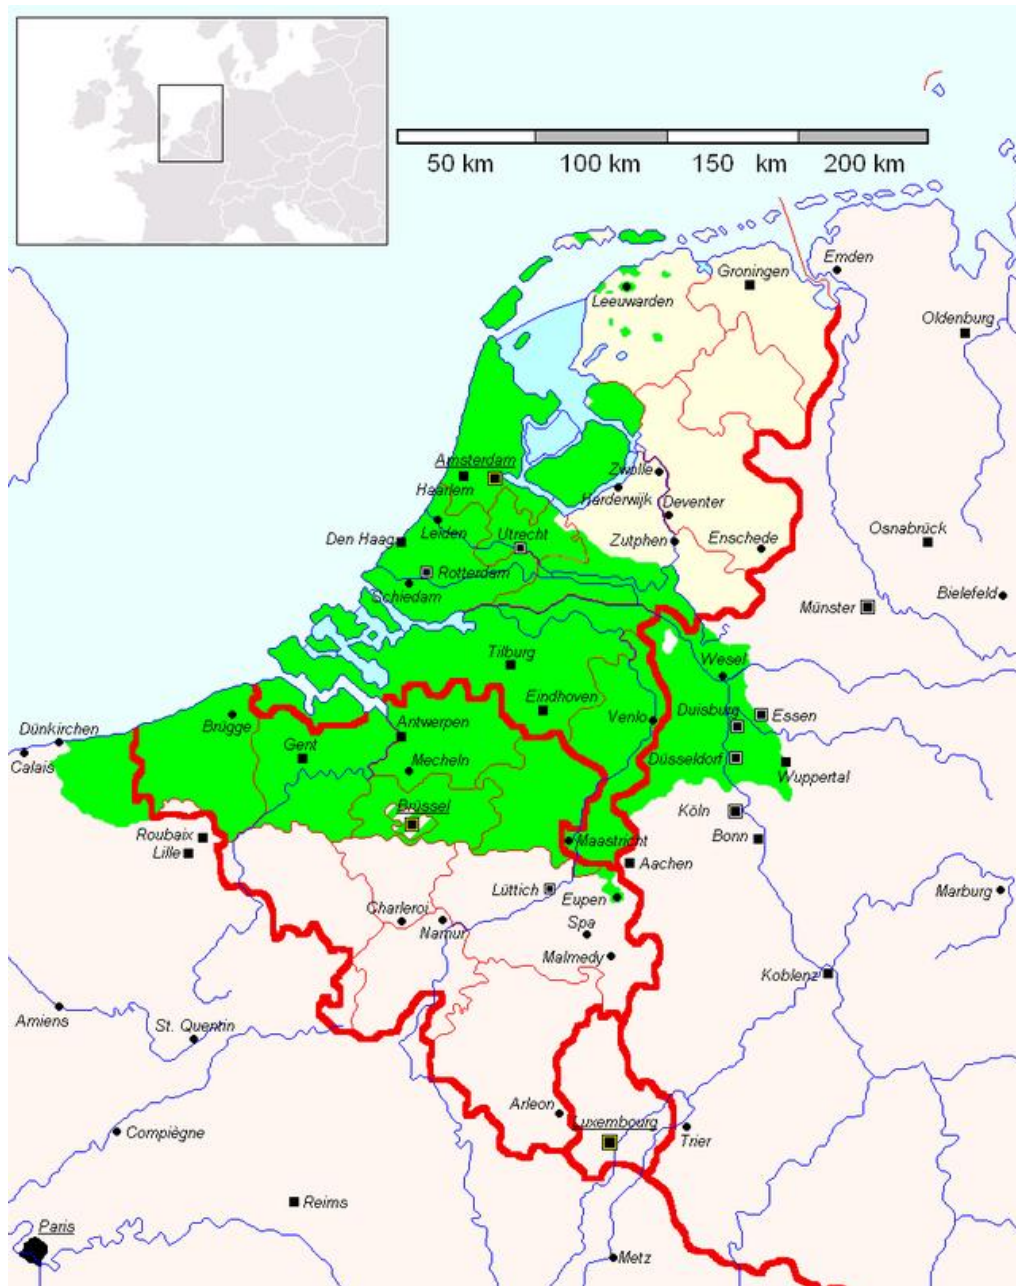 50 km 100 km 150 km 200 km
Emden
Groningen
Leeuwarden
Oldenburg
Amsterdam
Zwolle
Haarlem
Harderwijk
Deventer
Leiden
Utrecht
Zutphen
Enschede
Osnabrück
Den Haag
Rotterdam
Schiedam
Bielefeld
Münster
Tilburg
Wesel
Eindhoven
Brügge
Venlo
Duisburg
Essen
Dünkirchen
Antwerpen
Gent
Calais
Mecheln
Düsseldorf
Wuppertal
Brüssel
Köln
Roubaix
Maastricht
Bonn
Lille
Aachen
Lüttich
Eupen
Marburg
Charleroi
Namur
Spa
Malmedy
Koblenz
Amiens
St. Quentin
Arleon
Luxembourg
Compiègne
Trier
Reims
Paris
Metz